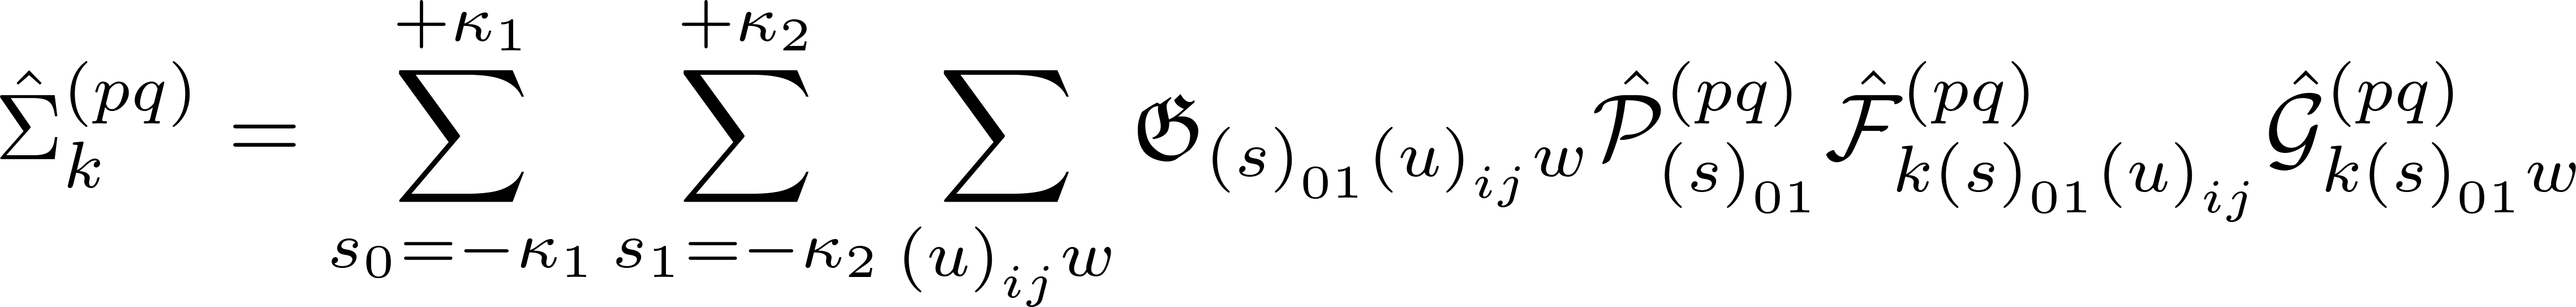 \hat{\Sigma}_{k}^{(pq)} = \sum_{s_0=-\kappa_1}^{+\kappa_1} \sum_{s_1=-\kappa_2}^{+\kappa_2} \sum_{(u)_{ij}w} \mathfrak{G}_{(s)_{01}(u)_{ij}w} \hat{\mathcal{P}}_{(s)_{01}}^{(pq)} \hat{\mathcal{F}}_{k(s)_{01}(u)_{ij}}^{(pq)} \hat{\mathcal{G}}_{k(s)_{01}w}^{(pq)}